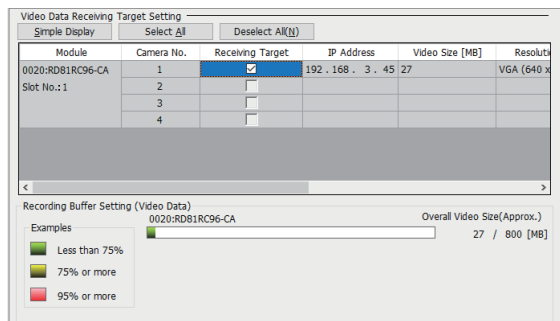 Video Data Receiving Target Setting
Simple Display Select All Deselect All(N)
Module Camera No. Receiving Target IP Address Video Size [MB] Resoluti
0020:RD81RC96-CA 1 192.168. 3. 45 27 VGA (640 x
Slot No.:1 2
3
4
Recording Buffer Setting (Video Data)
0020:RD81RC96-CA Overall Video Size(Approx.)
Examples 27 / 800 [MB]
Less than 75%
75% or more
95% or more